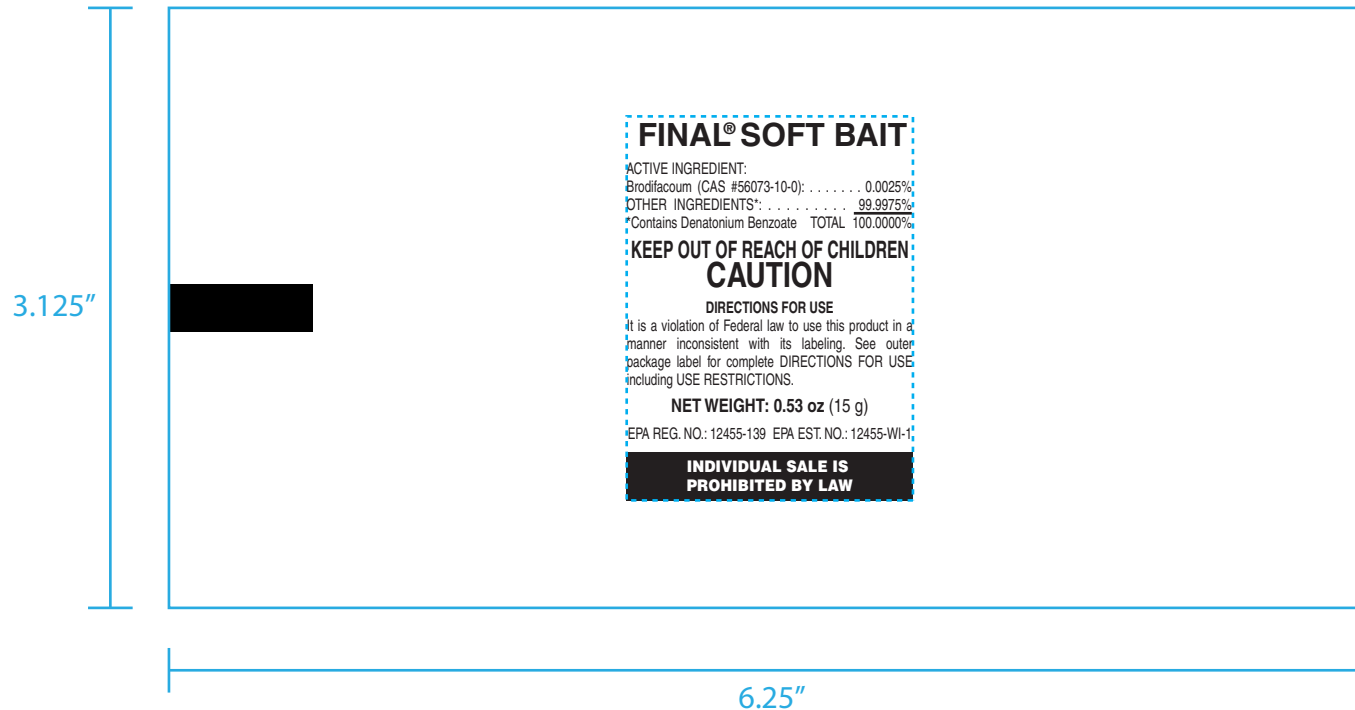 FINAL® SOFT BAIT
ACTIVE INGREDIENT:
Brodifacoum (CAS #56073-10-0): . . . . . . . 0.0025%
OTHER INGREDIENTS*: . . . . . . . . . 99.9975%
*Contains Denatonium Benzoate TOTAL 100.0000%
KEEP OUT OF REACH OF CHILDREN
CAUTION
DIRECTIONS FOR USE
It is a violation of Federal law to use this product in a
manner inconsistent with its labeling. See outer
package label for complete DIRECTIONS FOR USE
including USE RESTRICTIONS.
NET WEIGHT: 0.53 oz (15 g)
EPA REG. NO.: 12455-139 EPA EST. NO.: 12455-WI-1
INDIVIDUAL SALE IS
PROHIBITED BY LAW
3.125”
6.25”